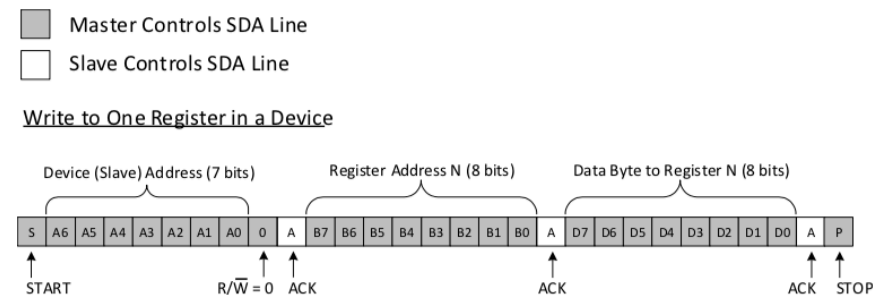 Master Controls SDA Line
Slave Controls SDA Line
Write to One Register in a Device
Device (Slave) Address (7 bits) Register Address N (8 bits) Data Byte to Register N (8 bits)
S A6 A5 A4 A3 A2 A1 A0 0 A B7 B6 B5 B4 B3 B2 B1 B0 A D7 D6 D5 D4 D3 D2 D1 D0 A P
START R/W̅ = 0 ACK ACK ACK STOP